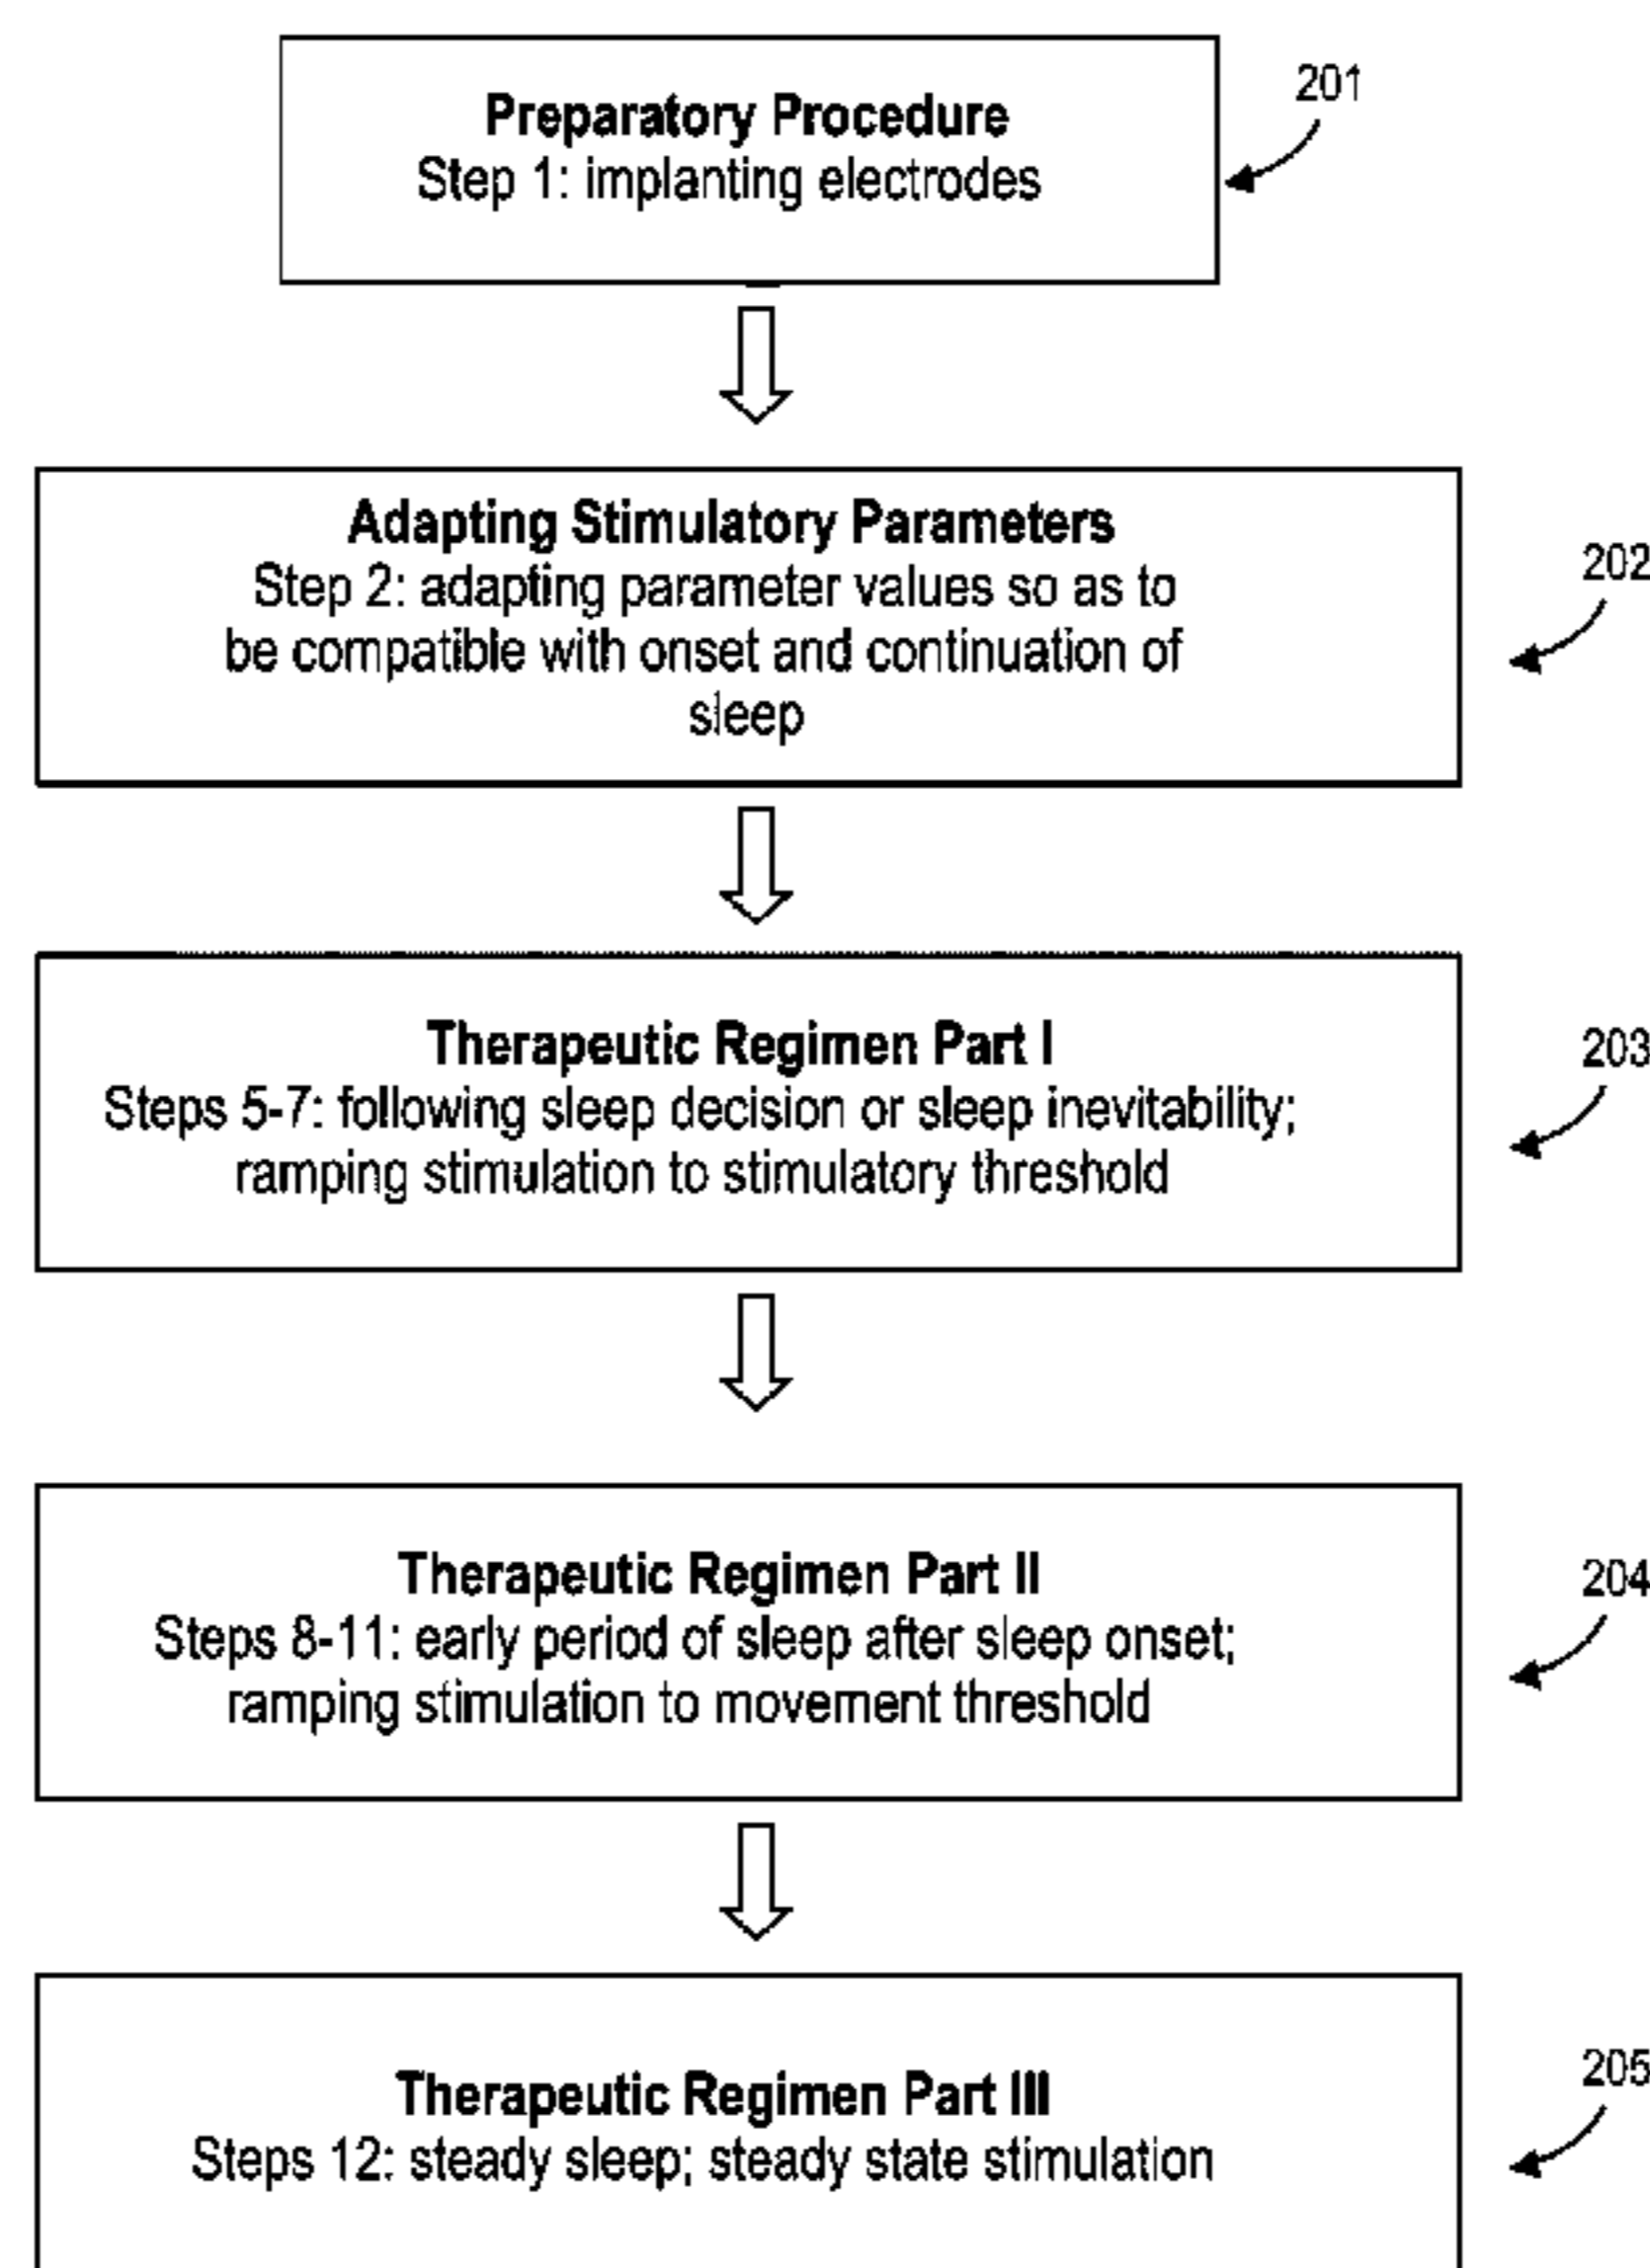 Preparatory Procedure
Step 1: implanting electrodes
201
Adapting Stimulatory Parameters
Step 2: adapting parameter values so as to
be compatible with onset and continuation of
sleep
202
Therapeutic Regimen Part I
Steps 5-7: following sleep decision or sleep inevitability;
ramping stimulation to stimulatory threshold
203
Therapeutic Regimen Part II
Steps 8-11: early period of sleep after sleep onset;
ramping stimulation to movement threshold
204
Therapeutic Regimen Part III
Steps 12: steady sleep; steady state stimulation
205